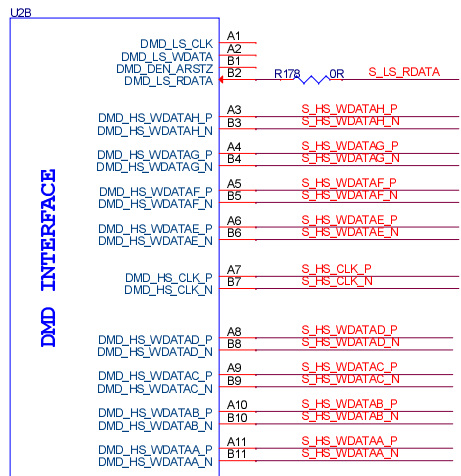 U2B
DMD_LS_CLK A1
DMD_LS_WDATA A2
DMD_DEN_ARSTZ B1
DMD_LS_RDATA B2 R178 0R S_LS_RDATA
DMD_HS_WDATAH_P A3 S_HS_WDATAH_P
DMD_HS_WDATAH_N B3 S_HS_WDATAH_N
DMD_HS_WDATAG_P A4 S_HS_WDATAG_P
DMD_HS_WDATAG_N B4 S_HS_WDATAG_N
DMD_HS_WDATAF_P A5 S_HS_WDATAF_P
DMD_HS_WDATAF_N B5 S_HS_WDATAF_N
DMD_HS_WDATAE_P A6 S_HS_WDATAE_P
DMD_HS_WDATAE_N B6 S_HS_WDATAE_N
DMD_HS_CLK_P A7 S_HS_CLK_P
DMD_HS_CLK_N B7 S_HS_CLK_N
DMD_HS_WDATAD_P A8 S_HS_WDATAD_P
DMD_HS_WDATAD_N B8 S_HS_WDATAD_N
DMD_HS_WDATAC_P A9 S_HS_WDATAC_P
DMD_HS_WDATAC_N B9 S_HS_WDATAC_N
DMD_HS_WDATAB_P A10 S_HS_WDATAB_P
DMD_HS_WDATAB_N B10 S_HS_WDATAB_N
DMD_HS_WDATAA_P A11 S_HS_WDATAA_P
DMD_HS_WDATAA_N B11 S_HS_WDATAA_N
DMD INTERFACE